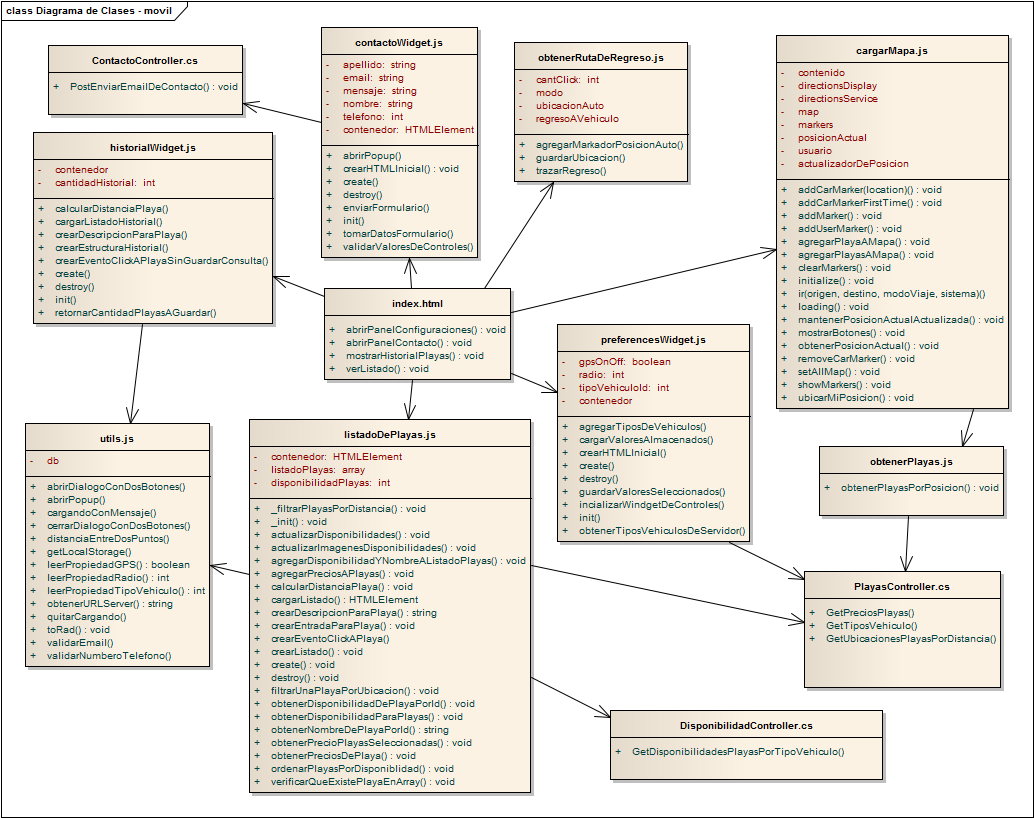 class Diagrama de Clases - movil
ContactoController.cs
+ PostEnviarEmailDeContacto() : void
contactoWidget.js
- apellido: string
- email: string
- mensaje: string
- nombre: string
- telefono: int
- contenedor: HTMLElement
+ abrirPopup()
+ crearHTMLInicial() : void
+ create()
+ destroy()
+ enviarFormulario()
+ init()
+ tomarDatosFormulario()
+ validarValoresDeControles()
obtenerRutaDeRegreso.js
- cantClick: int
- modo
- ubicacionAuto
- regresoAVehiculo
+ agregarMarkadorPosicionAuto()
+ guardarUbicacion()
+ trazarRegreso()
cargarMapa.js
- contenido
- directionsDisplay
- directionsService
- map
- markers
- posicionActual
- usuario
- actualizadorDePosicion
+ addCarMarker(location)() : void
+ addCarMarkerFirstTime() : void
+ addMarker() : void
+ addUserMarker() : void
+ agregarPlayaAMapa() : void
+ agregarPlayasAMapa() : void
+ clearMarkers() : void
+ initialize() : void
+ ir(origen, destino, modoViaje, sistema)()
+ loading() : void
+ mantenerPosicionActualActualizada() : void
+ mostrarBotones() : void
+ obtenerPosicionActual() : void
+ removeCarMarker() : void
+ setAllMap() : void
+ showMarkers() : void
+ ubicarMiPosicion() : void
historialWidget.js
- contenedor
- cantidadHistorial: int
+ calcularDistanciaPlaya()
+ cargarListadoHistorial()
+ crearDescripcionParaPlaya()
+ crearEstructuraHistorial()
+ crearEventoClickAPlayaSinGuardarConsulta()
+ create()
+ destroy()
+ init()
+ retornarCantidadPlayasAGuardar()
index.html
+ abrirPanelConfiguraciones() : void
+ abrirPanelContacto() : void
+ mostrarHistorialPlayas() : void
+ verListado() : void
preferencesWidget.js
- gpsOnOff: boolean
- radio: int
- tipoVehiculoId: int
- contenedor
+ agregarTiposDeVehiculos()
+ cargarValoresAlmacenados()
+ crearHTMLInicial()
+ create()
+ destroy()
+ guardarValoresSeleccionados()
+ incializarWindgetDeControles()
+ init()
+ obtenerTiposVehiculosDeServidor()
utils.js
- db
+ abrirDialogoConDosBotones()
+ abrirPopup()
+ cargandoConMensaje()
+ cerrarDialogoConDosBotones()
+ distanciaEntreDosPuntos()
+ getLocalStorage()
+ leerPropiedadGPS() : boolean
+ leerPropiedadRadio() : int
+ leerPropiedadTipoVehiculo() : int
+ obtenerURLServer() : string
+ quitarCargando()
+ toRad() : void
+ validarEmail()
+ validarNumberoTelefono()
listadoDePlayas.js
- contenedor: HTMLElement
- listadoPlayas: array
- disponibilidadPlayas: int
+ _filtrarPlayasPorDistancia() : void
+ _init() : void
+ actualizarDisponibilidades() : void
+ actualizarImagenesDisponibilidades() : void
+ agregarDisponibilidadYNombreAListadoPlayas() : void
+ agregarPreciosAPlayas() : void
+ calcularDistanciaPlaya() : void
+ cargarListado() : HTMLElement
+ crearDescripcionParaPlaya() : string
+ crearEntradaParaPlaya() : void
+ crearEventoClickAPlaya()
+ crearListado() : void
+ create() : void
+ destroy() : void
+ filtrarUnaPlayaPorUbicacion() : void
+ obtenerDisponibilidadDePlayaPorId() : void
+ obtenerDisponibilidadParaPlayas() : void
+ obtenerNombreDePlayaPorId() : string
+ obtenerPrecioPlayasSeleccionadas() : void
+ obtenerPreciosDePlaya() : void
+ ordenarPlayasPorDisponiblidad() : void
+ verificarQueExistePlayaEnArray() : void
obtenerPlayas.js
+ obtenerPlayasPorPosicion() : void
PlayasController.cs
+ GetPreciosPlayas()
+ GetTiposVehiculo()
+ GetUbicacionesPlayasPorDistancia()
DisponibilidadController.cs
+ GetDisponibilidadesPlayasPorTipoVehiculo()